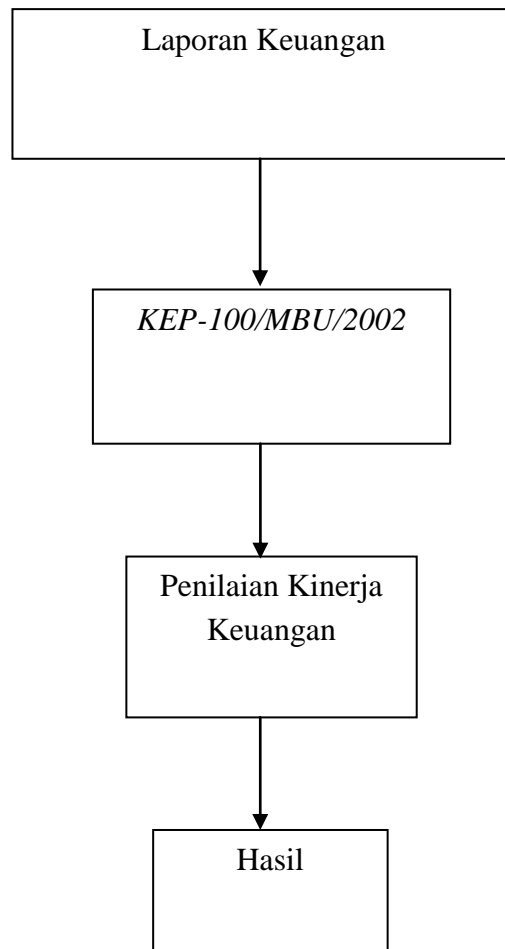 Laporan Keuangan
KEP-100/MBU/2002
Penilaian Kinerja
Keuangan
Hasil